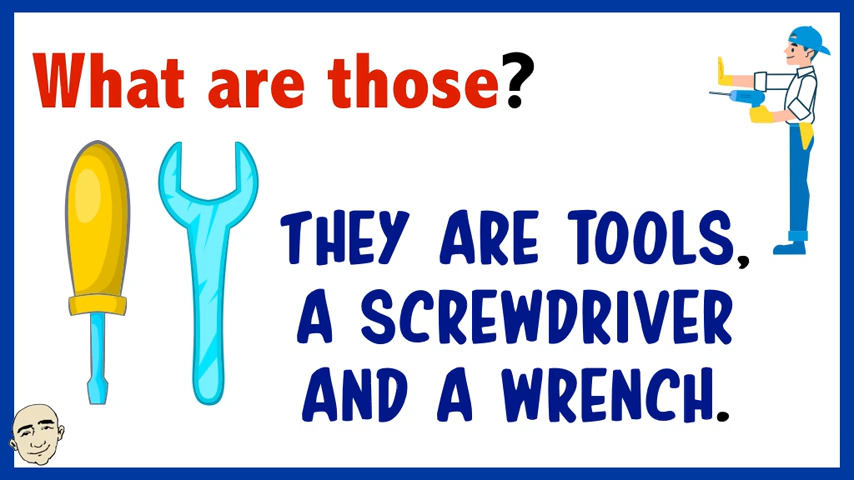 What are those?
THEY ARE TOOLS,
A SCREWDRIVER
AND A WRENCH.